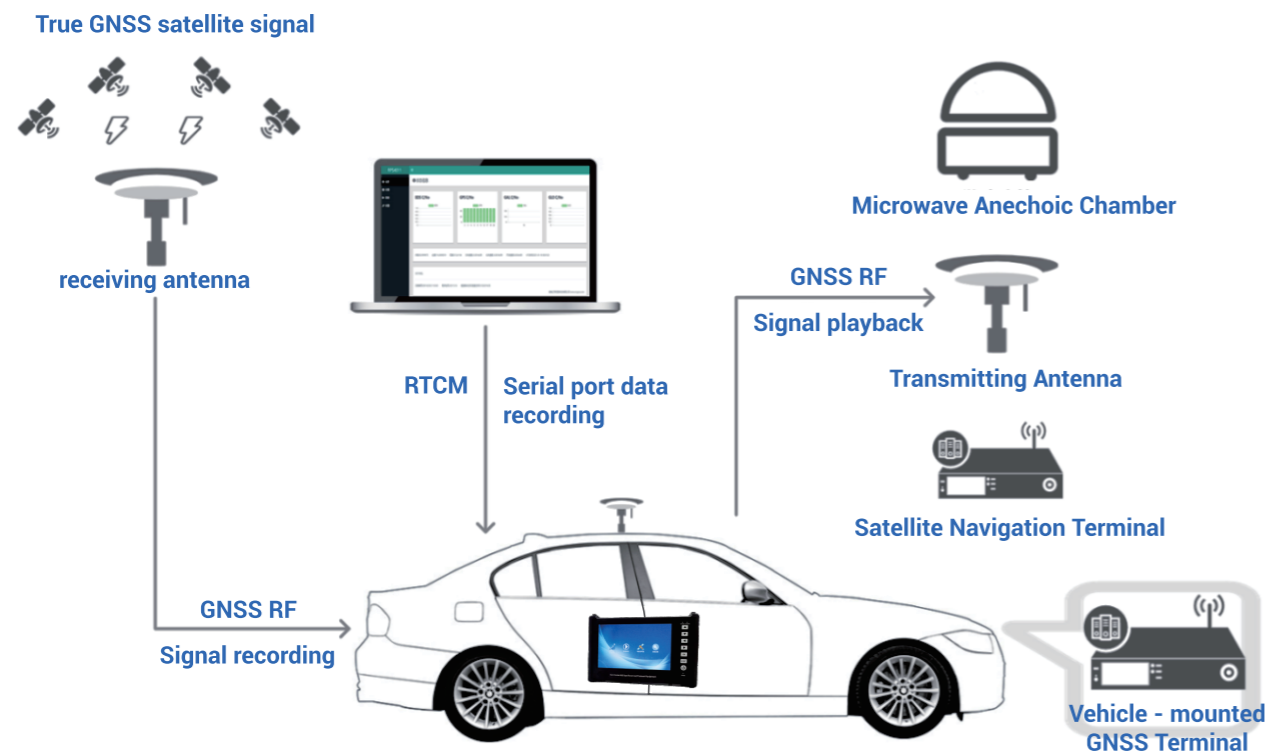 True GNSS satellite signal
receiving antenna
RTCM
Serial port data
recording
GNSS RF
Signal recording
GNSS RF
Signal playback
Microwave Anechoic Chamber
Transmitting Antenna
Satellite Navigation Terminal
Vehicle - mounted
GNSS Terminal